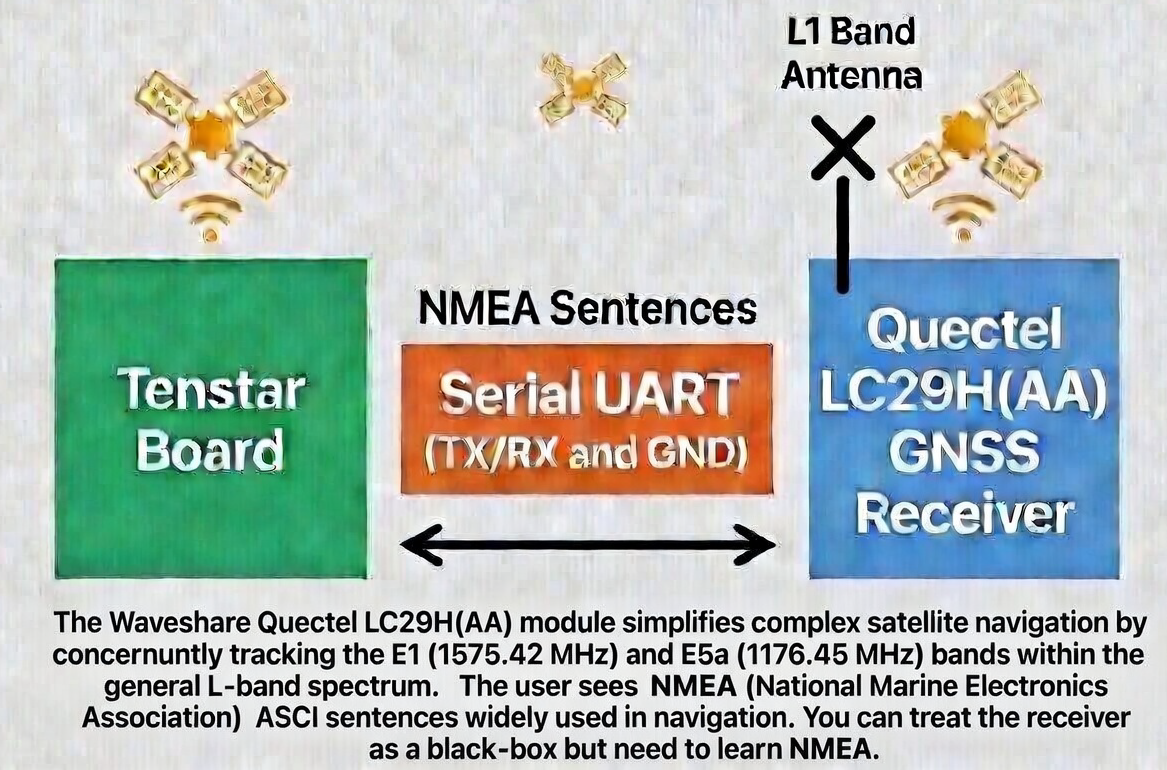 L1 Band
Antenna
NMEA Sentences
Tenstar
Board
Serial UART
(TX/RX and GND)
Quectel
LC29H(AA)
GNSS
Receiver
The Waveshare Quectel LC29H(AA) module simplifies complex satellite navigation by
concernuntly tracking the E1 (1575.42 MHz) and E5a (1176.45 MHz) bands within the
general L-band spectrum. The user sees NMEA (National Marine Electronics
Association) ASCI sentences widely used in navigation. You can treat the receiver
as a black-box but need to learn NMEA.